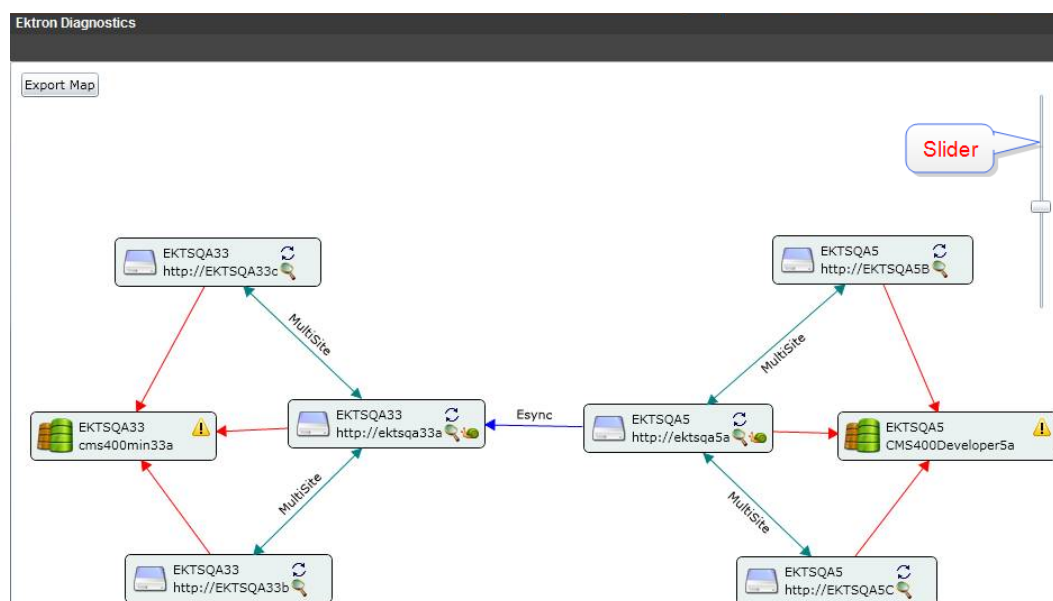 Ektron Diagnostics
Export Map
Slider
EKTSQA33
http://EKTSQA33c
EKTSQA5
http://EKTSQA5B
MultiSite
MultiSite
EKTSQA33
cms400min33a
EKTSQA33
http://ektsqa33a
Esync
EKTSQA5
http://ektsqa5a
EKTSQA5
CMS400Developer5a
MultiSite
MultiSite
EKTSQA33
http://EKTSQA33b
EKTSQA5
http://EKTSQA5C